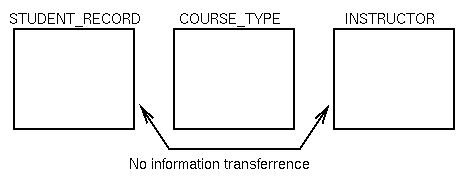 STUDENT_RECORD
COURSE_TYPE
INSTRUCTOR
No information transferrence